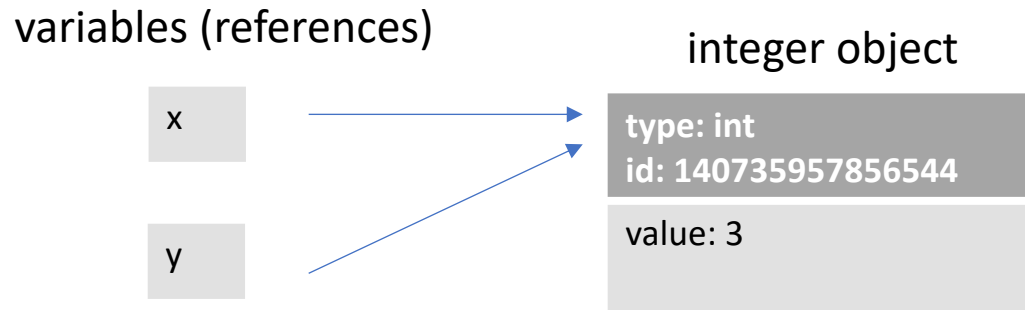 variables (references)
integer object
x
type: int
id: 140735957856544
value: 3
y